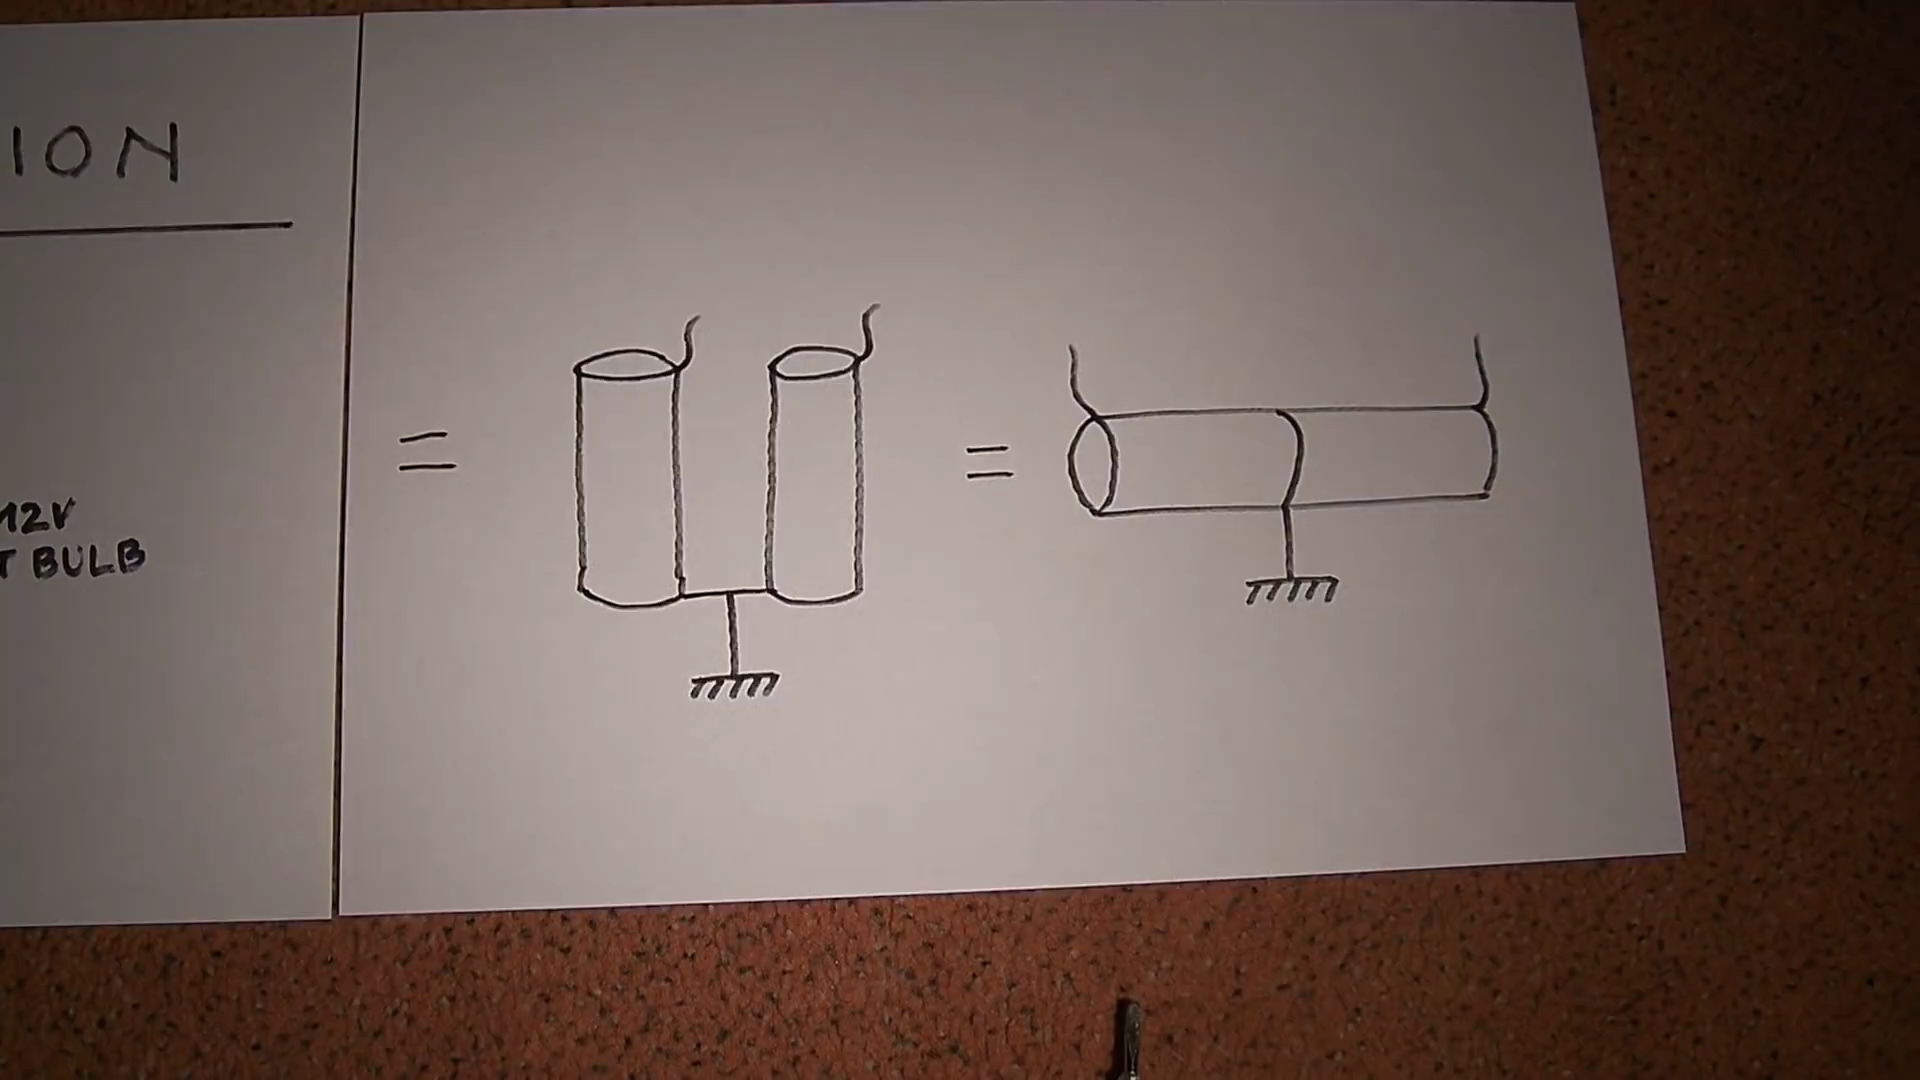 ION
= =
12V
T BULB